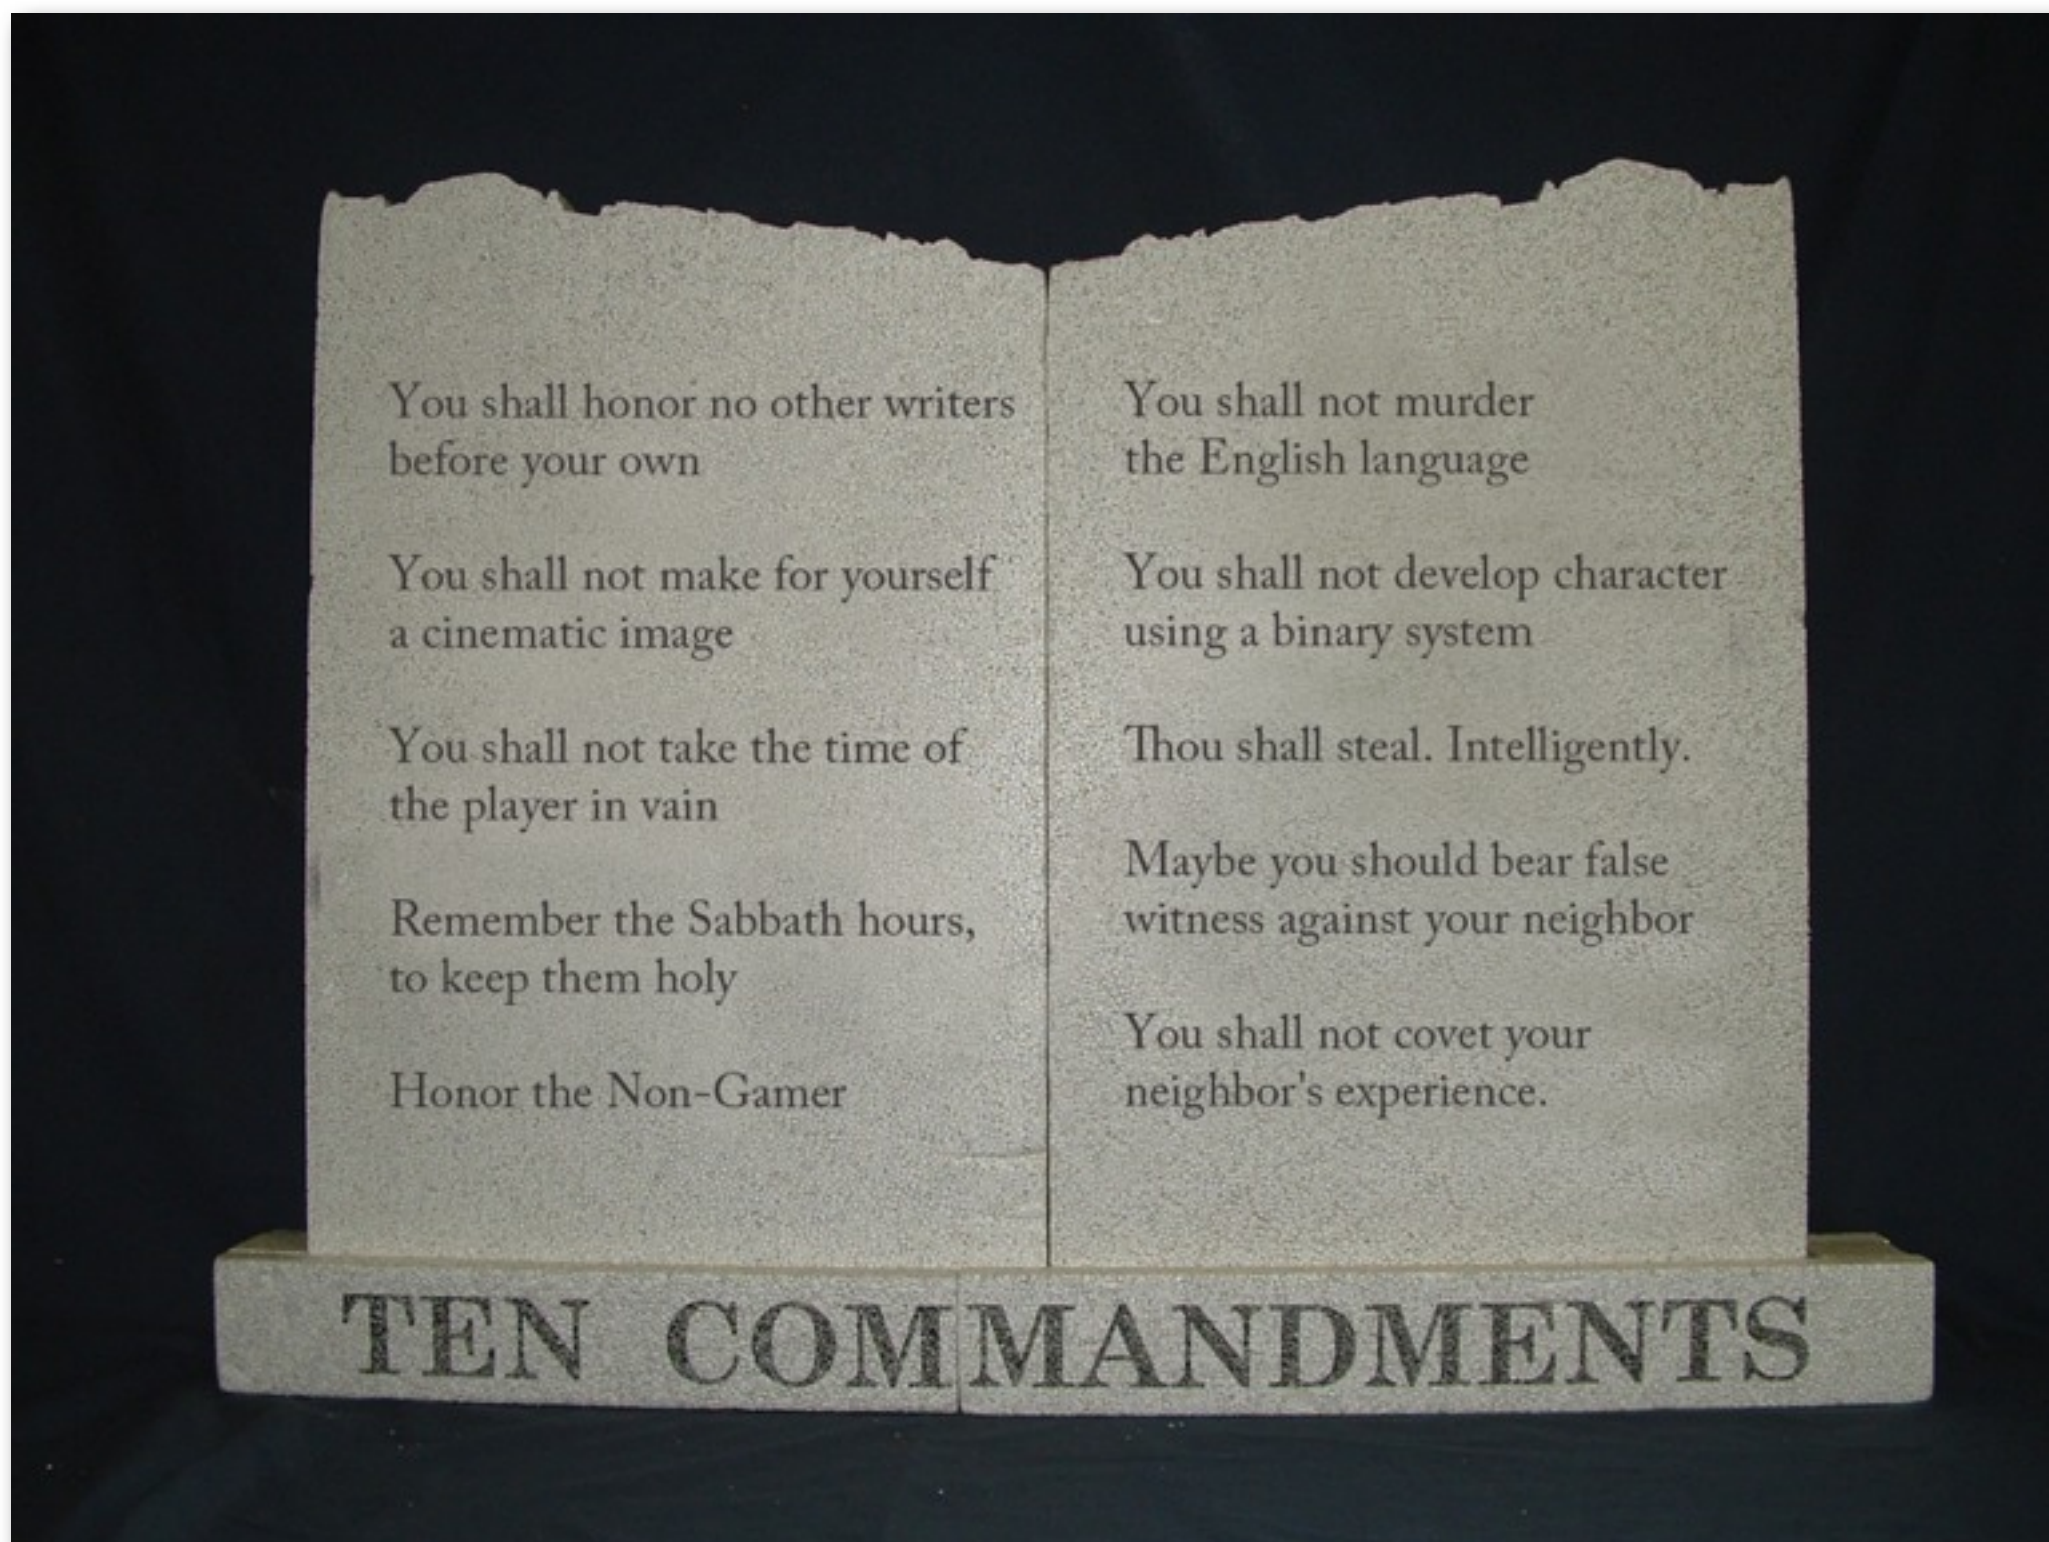 You shall honor no other writers
before your own
You shall not make for yourself
a cinematic image
You shall not take the time of
the player in vain
Remember the Sabbath hours,
to keep them holy
Honor the Non-Gamer
You shall not murder
the English language
You shall not develop character
using a binary system
Thou shall steal. Intelligently.
Maybe you should bear false
witness against your neighbor
You shall not covet your
neighbor's experience.
TEN COMMANDMENTS